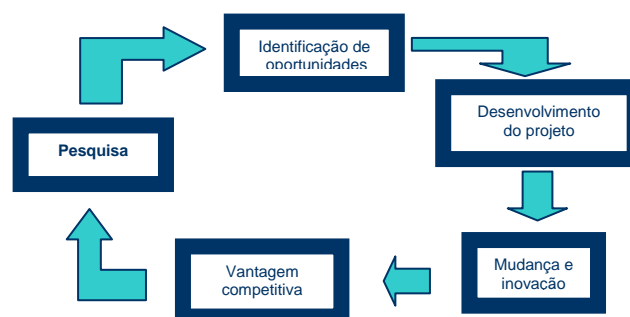 Identificação de
oportunidades
Desenvolvimento
do projeto
Pesquisa
Mudança e
inovação
Vantagem
competitiva